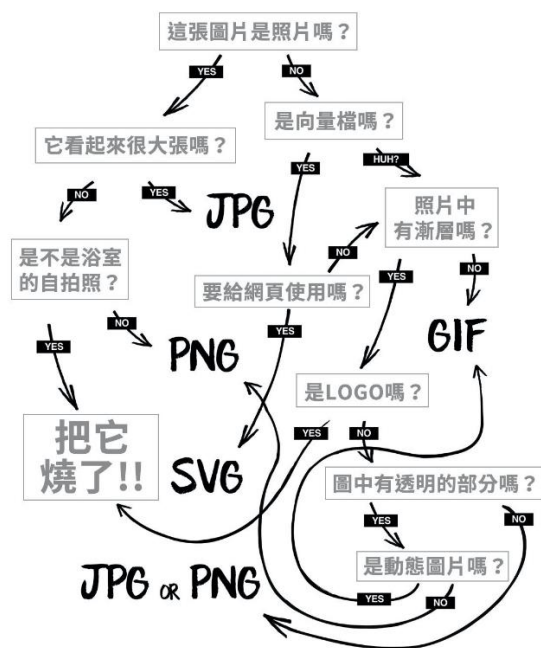 這張圖片是照片嗎？
YES
NO
它看起來很大張嗎？
是向量檔嗎？
NO
YES
YES
HUH?
JPG
照片中
有漸層嗎？
是不是浴室
的自拍照？
NO
YES
NO
要給網頁使用嗎？
YES
NO
YES
GIF
PNG
是LOGO嗎？
把它
燒了!!
SVG
YES
NO
圖中有透明的部分嗎？
YES
NO
是動態圖片嗎？
JPG OR PNG
YES
NO